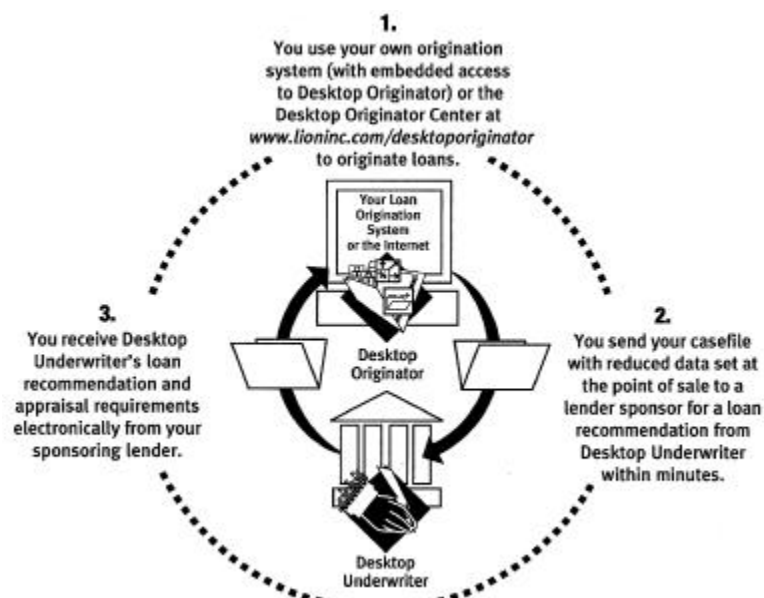 1.
You use your own origination
system (with embedded access
to Desktop Originator) or the
Desktop Originator Center at
www.lioninc.com/desktoporiginator
to originate loans.
Your Loan
Origination
System
or the Internet
Desktop
Originator
2.
You send your casefile
with reduced data set at
the point of sale to a
lender sponsor for a loan
recommendation from
Desktop Underwriter
within minutes.
Desktop
Underwriter
3.
You receive Desktop
Underwriter's loan
recommendation and
appraisal requirements
electronically from your
sponsoring lender.